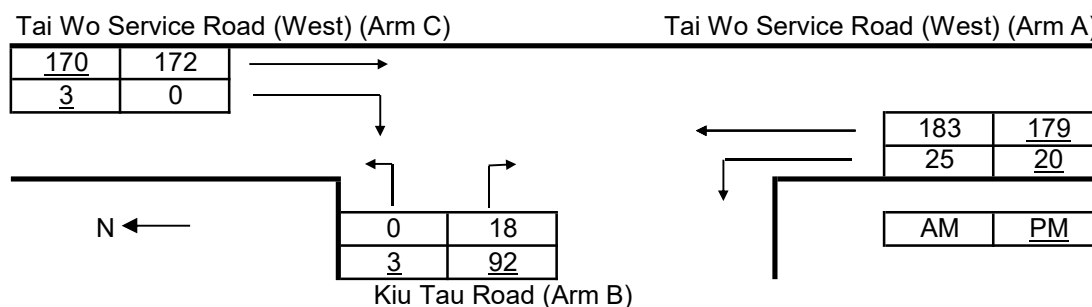 Tai Wo Service Road (West) (Arm C) Tai Wo Service Road (West) (Arm A)
170 172
3 0
183 179
25 20
N
0 18
3 92
AM PM
Kiu Tau Road (Arm B)